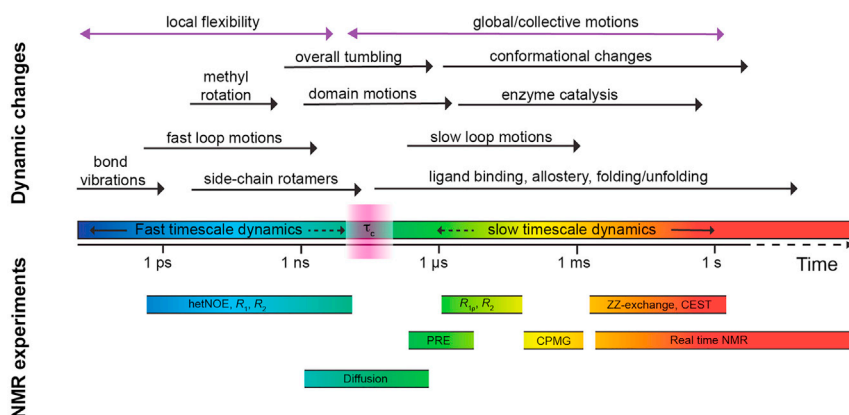 Dynamic changes
local flexibility
global/collective motions
overall tumbling
conformational changes
methyl
rotation
domain motions
enzyme catalysis
fast loop motions
slow loop motions
bond
vibrations
side-chain rotamers
ligand binding, allostery, folding/unfolding
Fast timescale dynamics
τc
slow timescale dynamics
1 ps
1 ns
1 μs
1 ms
1 s
Time
NMR experiments
hetNOE, R1, R2
R1ρ, R2
ZZ-exchange, CEST
PRE
CPMG
Real time NMR
Diffusion